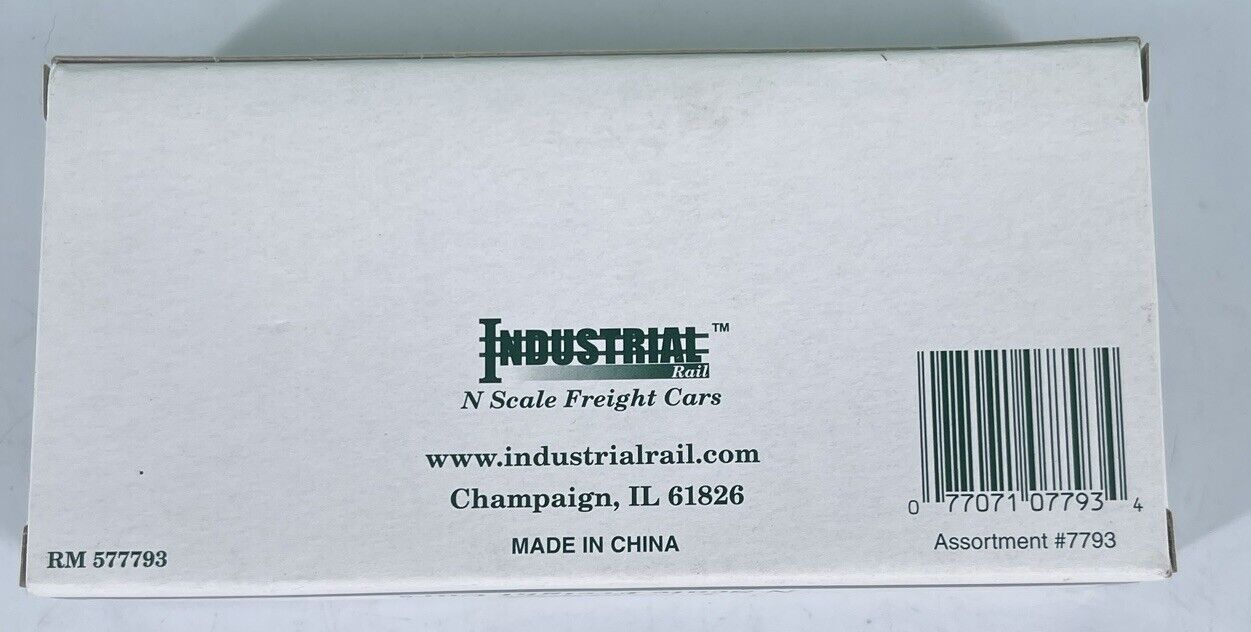 INDUSTRIAL™
Rail
N Scale Freight Cars
www.industrialrail.com
Champaign, IL 61826
MADE IN CHINA
RM 577793
0 77071 07793 4
Assortment #7793